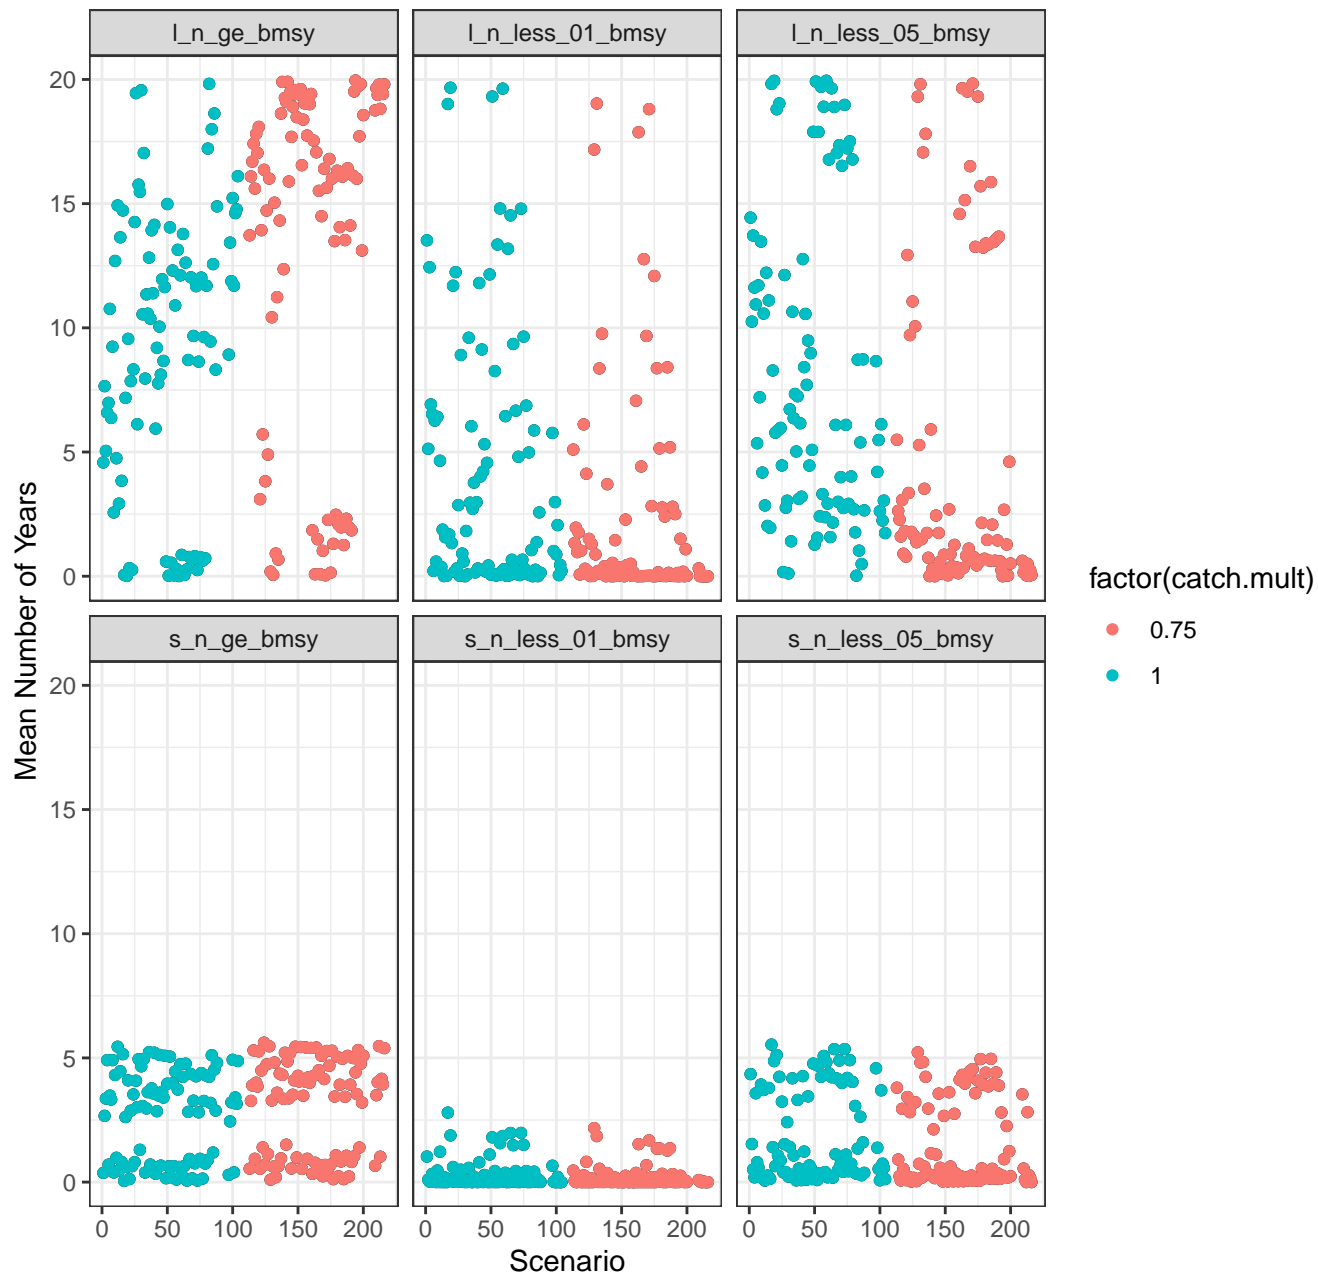 l_n_ge_bmsy
l_n_less_01_bmsy
l_n_less_05_bmsy
20
15
10
5
0
s_n_ge_bmsy
s_n_less_01_bmsy
s_n_less_05_bmsy
20
15
10
5
0
0 50 100 150 200
0 50 100 150 200
0 50 100 150 200
Scenario
Mean Number of Years
factor(catch.mult)
0.75
1